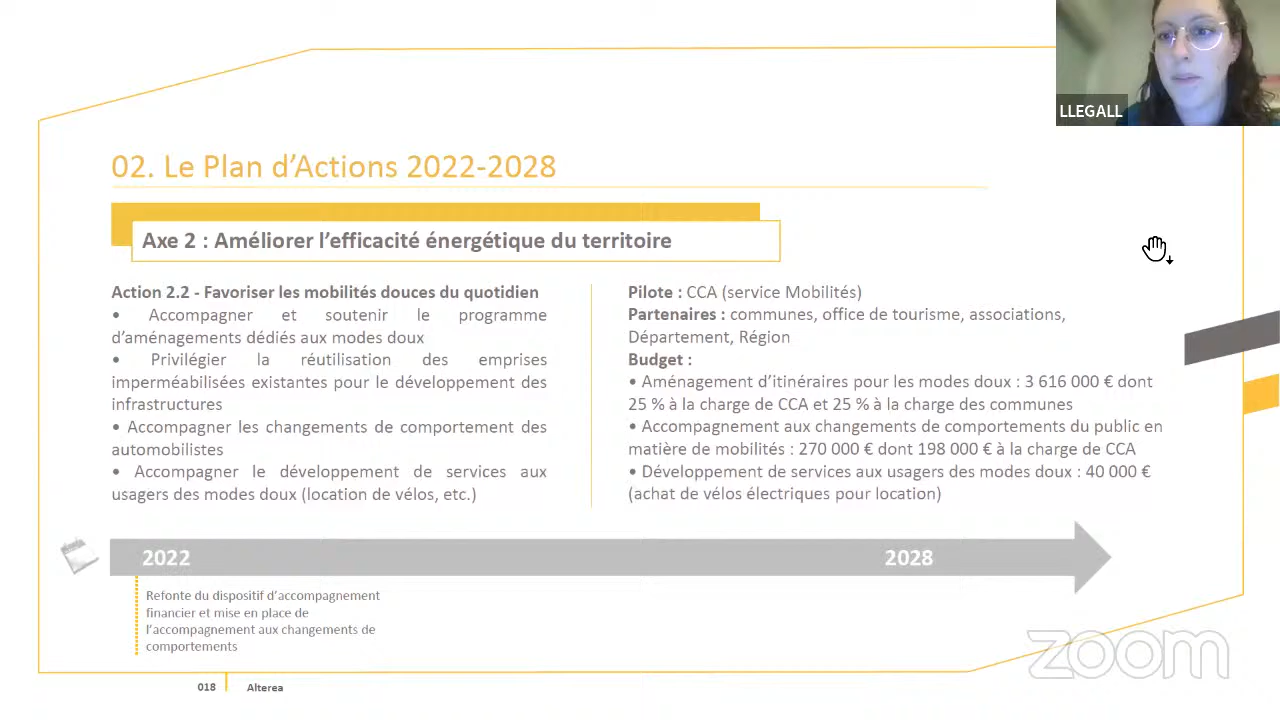 LLEGALL
02. Le Plan d’Actions 2022-2028
Axe 2 : Améliorer l’efficacité énergétique du territoire
Action 2.2 - Favoriser les mobilités douces du quotidien
• Accompagner et soutenir le programme
d’aménagements dédiés aux modes doux
• Privilégier la réutilisation des emprises
imperméabilisées existantes pour le développement des
infrastructures
• Accompagner les changements de comportement des
automobilistes
• Accompagner le développement de services aux
usagers des modes doux (location de vélos, etc.)
Pilote : CCA (service Mobilités)
Partenaires : communes, office de tourisme, associations,
Département, Région
Budget :
• Aménagement d’itinéraires pour les modes doux : 3 616 000 € dont
25 % à la charge de CCA et 25 % à la charge des communes
• Accompagnement aux changements de comportements du public en
matière de mobilités : 270 000 € dont 198 000 € à la charge de CCA
• Développement de services aux usagers des modes doux : 40 000 €
(achat de vélos électriques pour location)
2022
2028
Refonte du dispositif d’accompagnement
financier et mise en place de
l’accompagnement aux changements de
comportements
zoom
018
Alterea